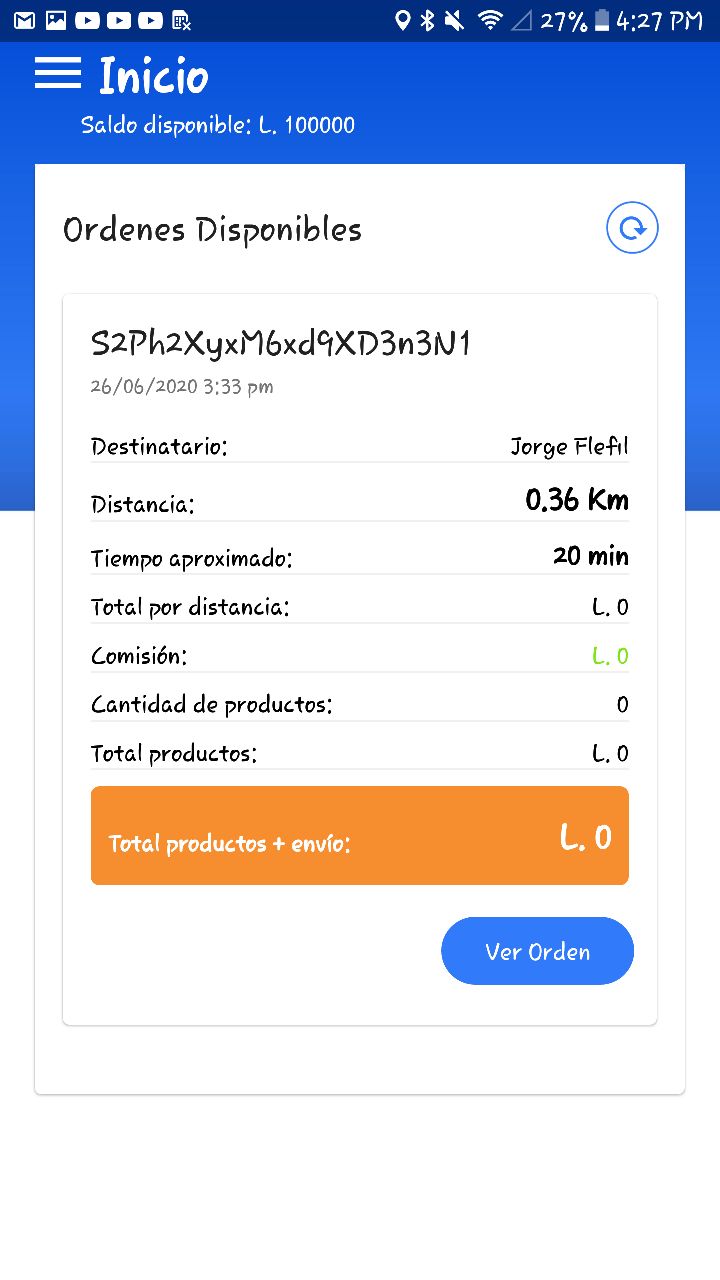 27% 4:27 PM
Inicio
Saldo disponible: L. 100000
Ordenes Disponibles
S2Ph2XyxM6xd9XD3n3N1
26/06/2020 3:33 pm
Destinatario: Jorge Flefil
Distancia: 0.36 Km
Tiempo aproximado: 20 min
Total por distancia: L. 0
Comisión: L. 0
Cantidad de productos: 0
Total productos: L. 0
Total productos + envío: L. 0
Ver Orden